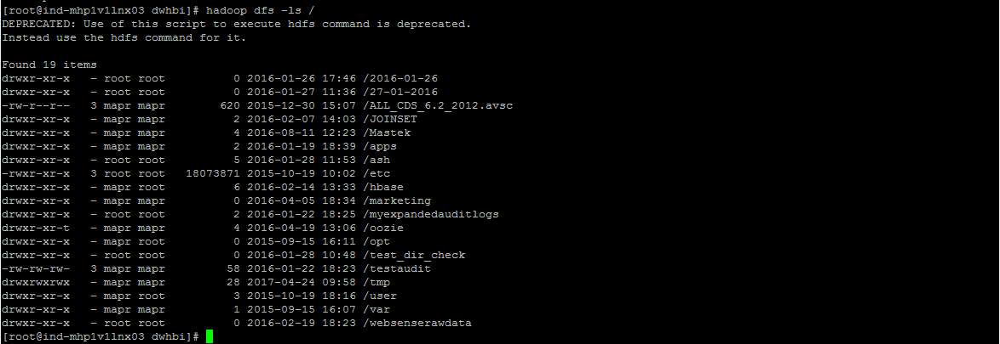 [root@ind-mhp1v1lnx03 dwhbi]# hadoop dfs -ls /
DEPRECATED: Use of this script to execute hdfs command is deprecated.
Instead use the hdfs command for it.

Found 19 items
drwxr-xr-x   - root root          0 2016-01-26 17:46 /2016-01-26
drwxr-xr-x   - root root          0 2016-01-27 11:36 /27-01-2016
-rw-r--r--   3 mapr mapr        620 2015-12-30 15:07 /ALL_CDS_6.2_2012.avsc
drwxr-xr-x   - mapr mapr          2 2016-02-07 14:03 /JOINSET
drwxr-xr-x   - mapr mapr          4 2016-08-11 12:23 /Mastek
drwxr-xr-x   - mapr mapr          2 2016-01-19 18:39 /apps
drwxr-xr-x   - root root          5 2016-01-28 11:53 /ash
-rwxr-xr-x   3 root root   18073871 2015-10-19 10:02 /etc
drwxr-xr-x   - mapr root          6 2016-02-14 13:33 /hbase
drwxr-xr-x   - mapr mapr          0 2016-04-05 18:34 /marketing
drwxr-xr-x   - root root          2 2016-01-22 18:25 /myexpandedauditlogs
drwxr-xr-t   - mapr mapr          4 2016-04-19 13:06 /oozie
drwxr-xr-x   - mapr root          0 2015-09-15 16:11 /opt
drwxr-xr-x   - root root          0 2016-01-28 10:48 /test_dir_check
-rw-rw-rw-   3 mapr mapr         58 2016-01-22 18:23 /testaudit
drwxrwxrwx   - mapr mapr         28 2017-04-24 09:58 /tmp
drwxr-xr-x   - mapr root          3 2015-10-19 18:16 /user
drwxr-xr-x   - mapr root          1 2015-09-15 16:07 /var
drwxr-xr-x   - root root          0 2016-02-19 18:23 /websenserawdata
[root@ind-mhp1v1lnx03 dwhbi]#